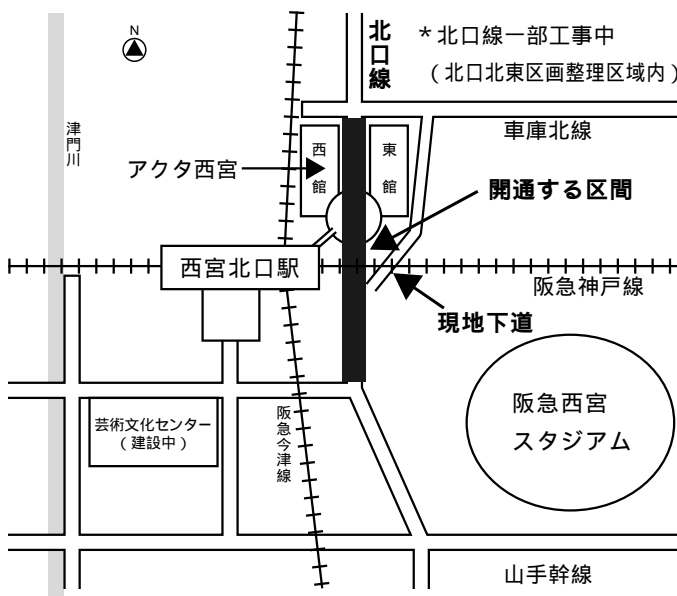 N
北口線
*北口線一部工事中
（北口北東区画整理区域内）
津門川
西館
東館
車庫北線
アクタ西宮
開通する区間
西宮北口駅
阪急神戸線
現地下道
芸術文化センター
（建設中）
阪急今津線
阪急西宮
スタジアム
山手幹線